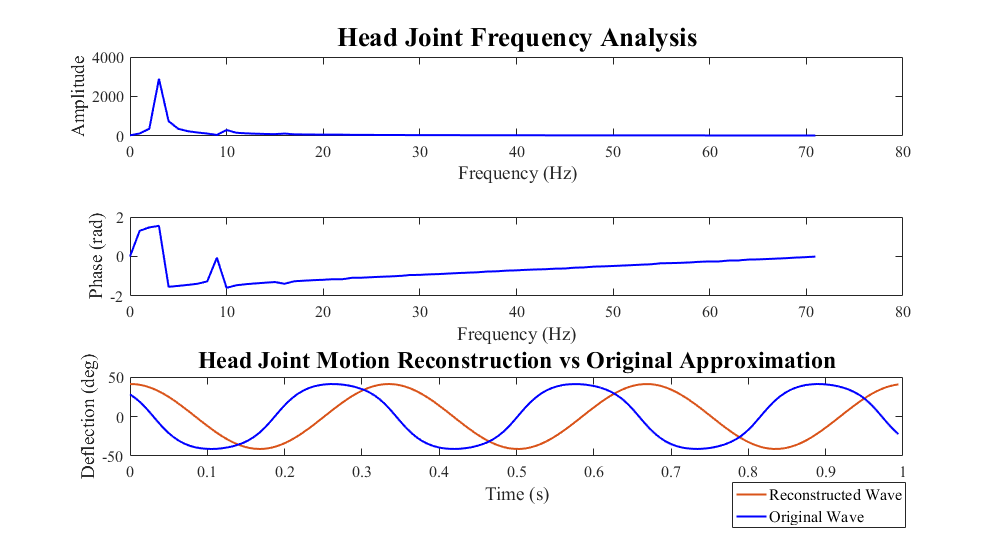 Head Joint Frequency Analysis
4000
2000
0
Amplitude
0 10 20 30 40 50 60 70 80
Frequency (Hz)
2
0
-2
Phase (rad)
0 10 20 30 40 50 60 70 80
Frequency (Hz)
Head Joint Motion Reconstruction vs Original Approximation
50
0
-50
Deflection (deg)
0 0.1 0.2 0.3 0.4 0.5 0.6 0.7 0.8 0.9 1
Time (s)
Reconstructed Wave
Original Wave